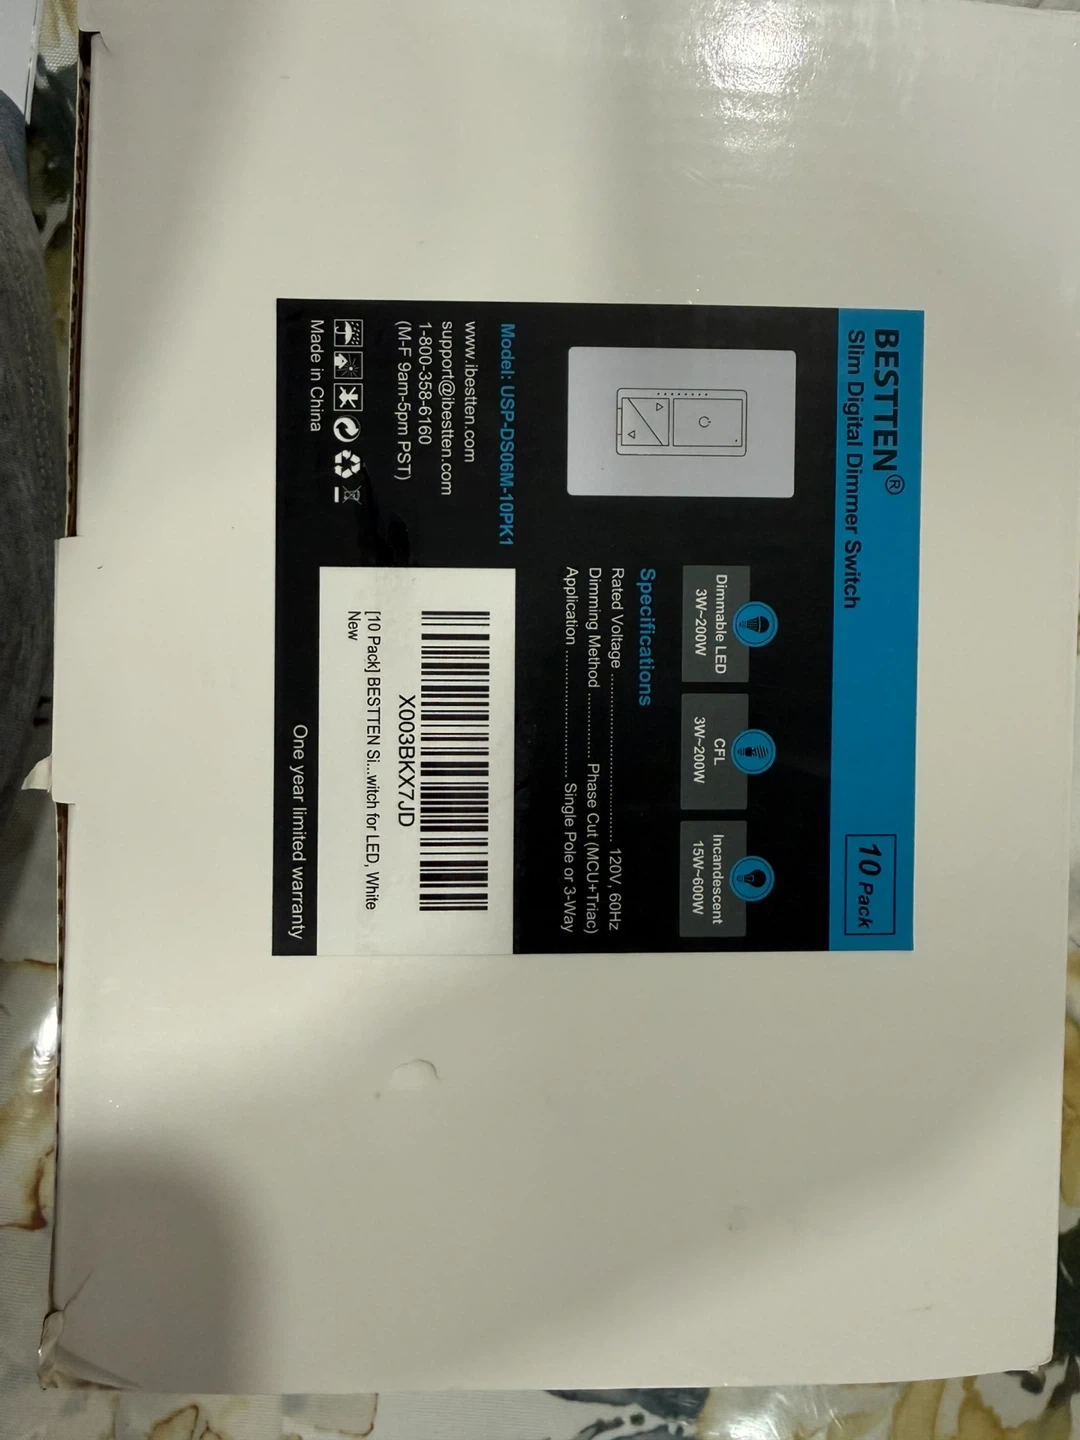 BESTTEN®
Slim Digital Dimmer Switch
10 Pack
Dimmable LED
3W~200W
CFL
3W~200W
Incandescent
15W~600W
Specifications
Rated Voltage ........................................ 120V, 60Hz
Dimming Method ............... Phase Cut (MCU+Triac)
Application .............................. Single Pole or 3-Way
Model: USP-DS06M-10PK1
www.ibestten.com
support@ibestten.com
1-800-358-6160
(M-F 9am-5pm PST)
Made in China
X003BKX7JD
[10 Pack] BESTTEN Si...witch for LED, White
New
One year limited warranty